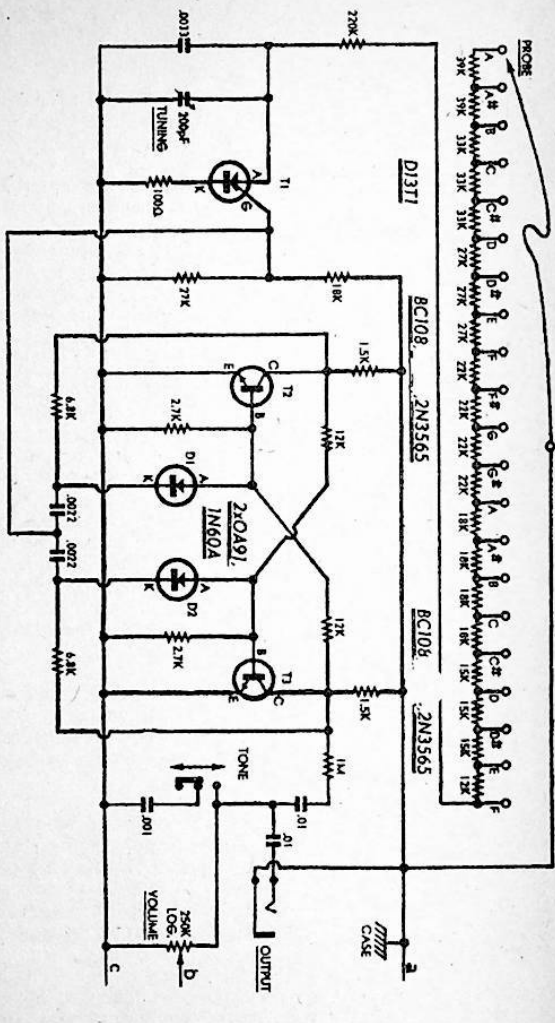 PROBE
A
A#
B
C
C#
D
D#
E
F
F#
G
G#
A
A#
B
C
C#
D
D#
E
F
39K
39K
33K
33K
33K
27K
27K
27K
22K
22K
22K
22K
18K
18K
18K
18K
15K
15K
15K
12K
220K
D13T1
BC108..
..2N3565
BC108
..2N3565
.0033
200pF
TUNING
T1
A
G
K
100Ω
27K
18K
1.5K
C
T2
E
B
12K
2.7K
6.8K
D1
A
K
2xOA91,
1N60A
.0022
.0022
A
D2
K
12K
B
T3
C
E
2.7K
6.8K
1.5K
1M
TONE
.01
.001
.01
OUTPUT
250K
LOG.
VOLUME
CASE
a
b
c